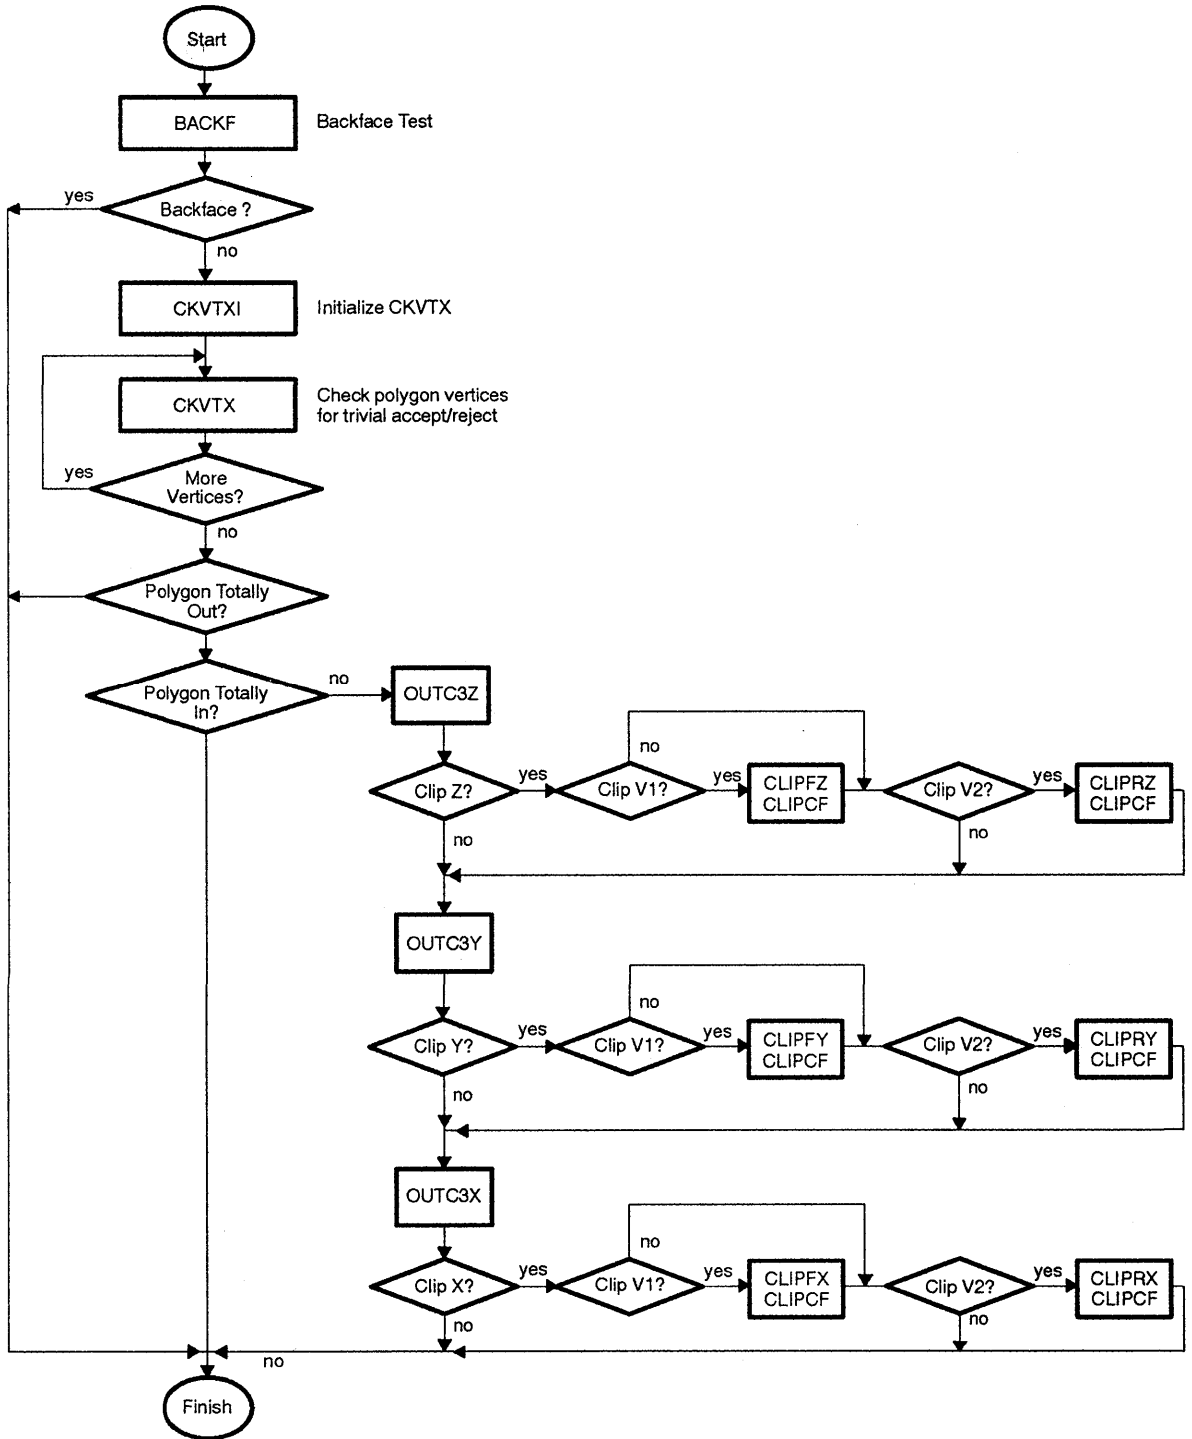 Start
BACKF
Backface Test
yes
Backface ?
no
CKVTXI
Initialize CKVTX
CKVTX
Check polygon vertices
for trivial accept/reject
yes
More
Vertices?
no
Polygon Totally
Out?
Polygon Totally
In?
no
OUTC3Z
no
Clip Z?
yes
Clip V1?
yes
CLIPFZ
CLIPCF
Clip V2?
yes
CLIPRZ
CLIPCF
no
no
OUTC3Y
no
Clip Y?
yes
Clip V1?
yes
CLIPFY
CLIPCF
Clip V2?
yes
CLIPRY
CLIPCF
no
no
OUTC3X
no
Clip X?
yes
Clip V1?
yes
CLIPFX
CLIPCF
Clip V2?
yes
CLIPRX
CLIPCF
no
no
no
Finish